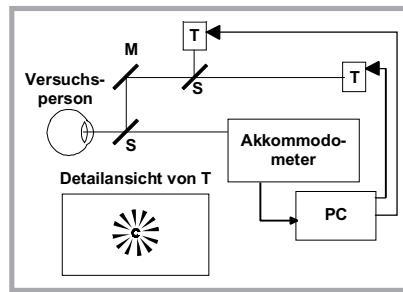 T
M
T
Versuchs-
person
S
S
Akkommodo-
meter
Detailansicht von T
PC
C